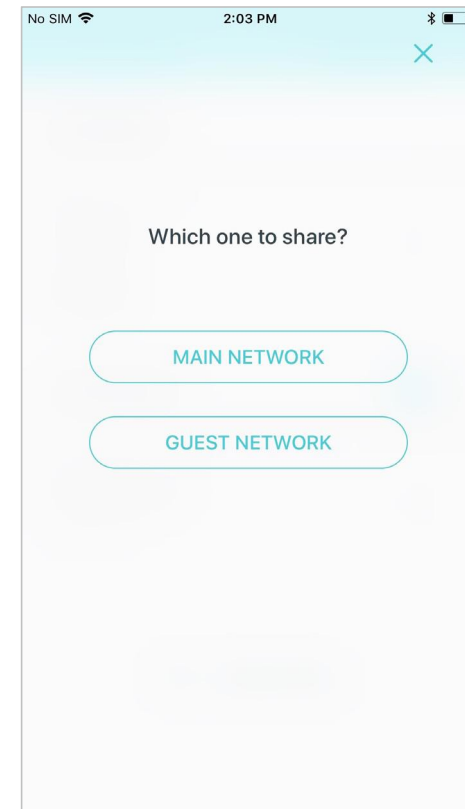 No SIM 2:03 PM
Which one to share?
MAIN NETWORK
GUEST NETWORK